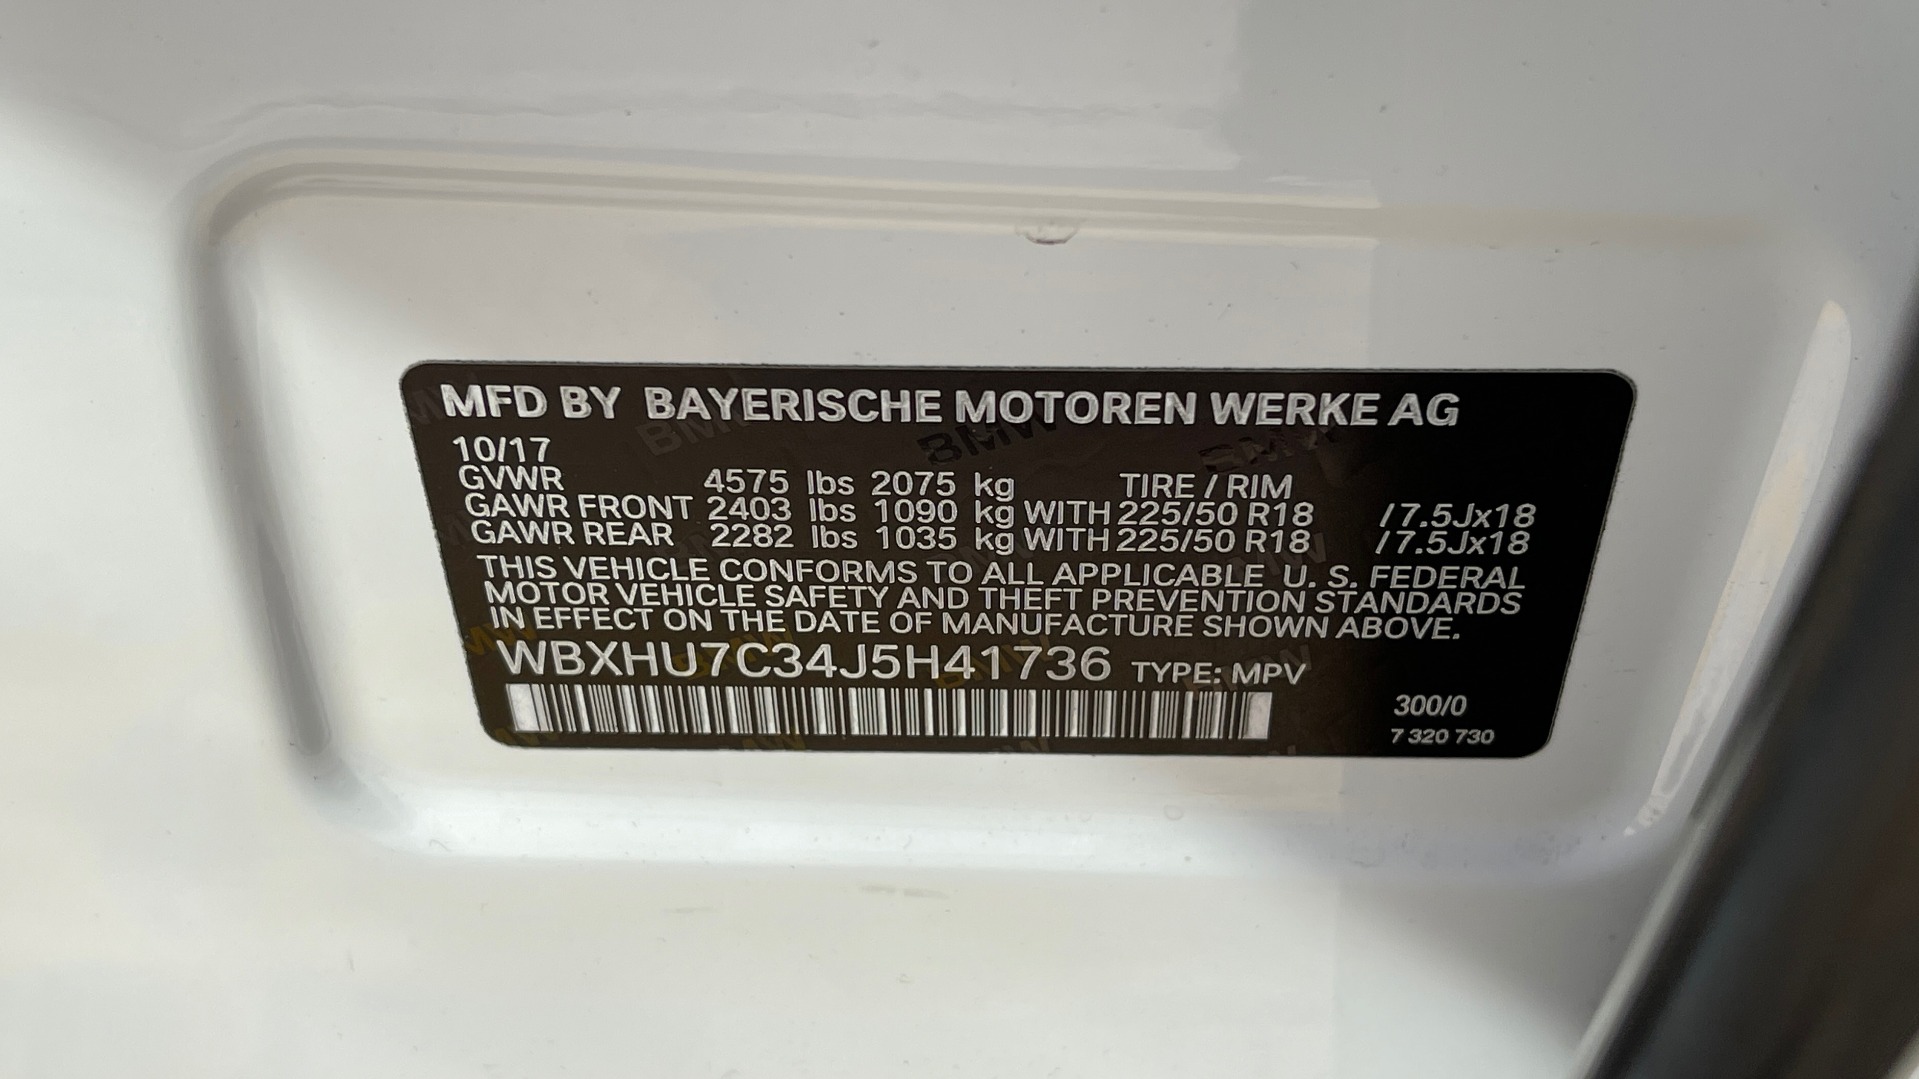 MFD BY BAYERISCHE MOTOREN WERKE AG
10/17
GVWR 4575 lbs 2075 kg TIRE / RIM
GAWR FRONT 2403 lbs 1090 kg WITH 225/50 R18 /7.5Jx18
GAWR REAR 2282 lbs 1035 kg WITH 225/50 R18 /7.5Jx18
THIS VEHICLE CONFORMS TO ALL APPLICABLE U. S. FEDERAL
MOTOR VEHICLE SAFETY AND THEFT PREVENTION STANDARDS
IN EFFECT ON THE DATE OF MANUFACTURE SHOWN ABOVE.
WBXHU7C34J5H41736 TYPE: MPV
300/0
7 320 730